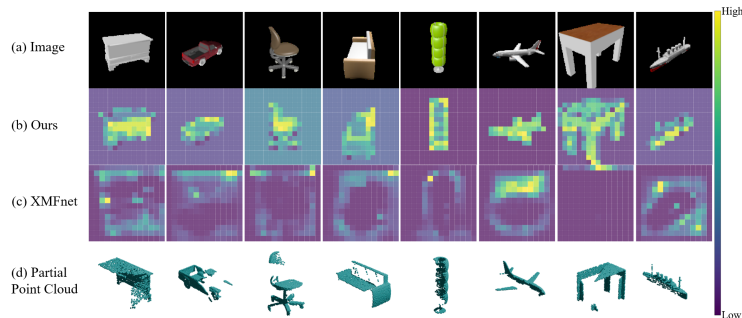 High
(a) Image
(b) Ours
(c) XMFnet
(d) Partial
Point Cloud
Low